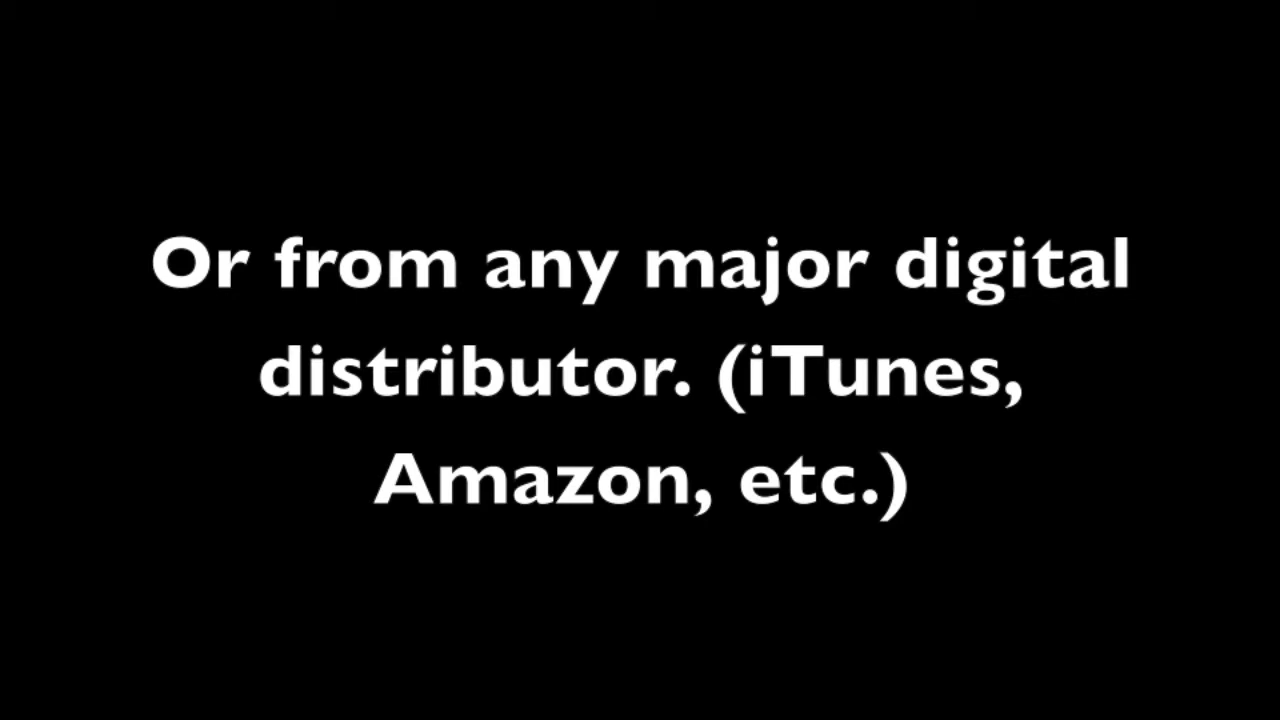 Or from any major digital
distributor. (iTunes,
Amazon, etc.)